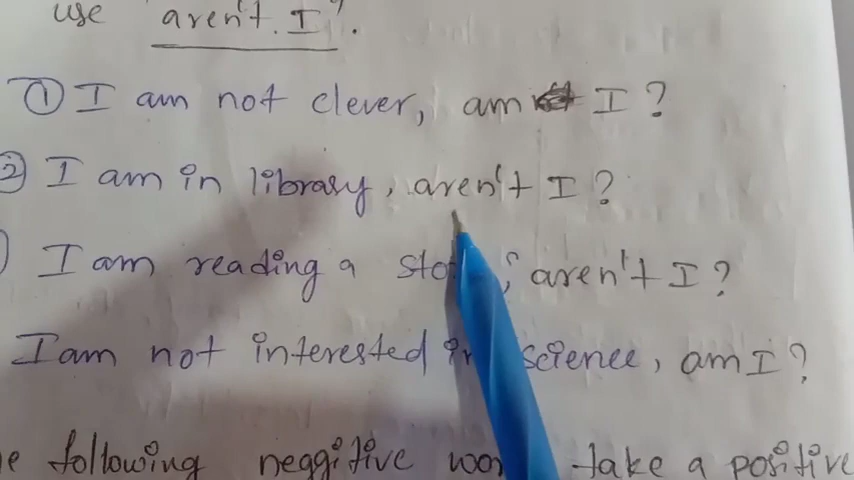 use "aren't I".
① I am not clever, am I?
② I am in library, aren't I?
) I am reading a sto , aren't I?
I am not interested in science, am I?
e following neggitive wor take a positive